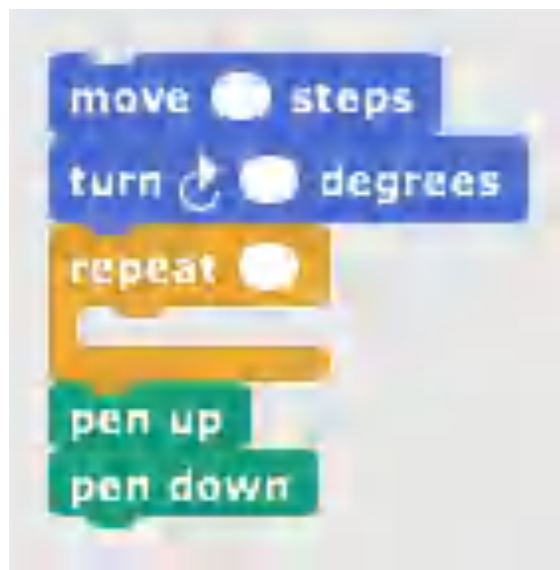 move steps
turn degrees
repeat
pen up
pen down